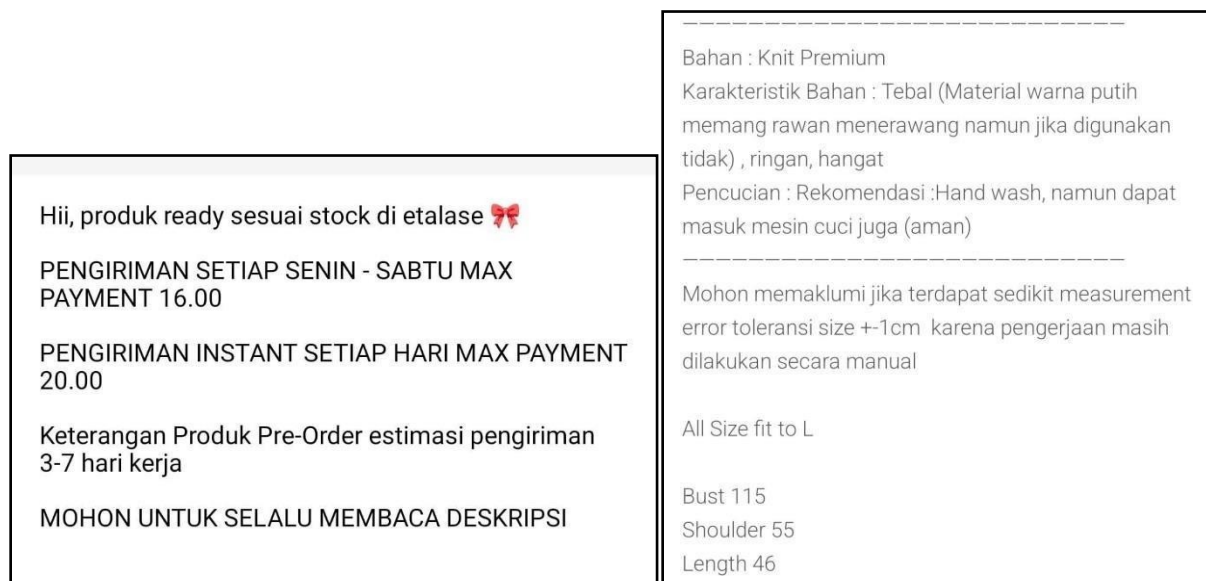 Hii, produk ready sesuai stock di etalase 🎀
PENGIRIMAN SETIAP SENIN - SABTU MAX
PAYMENT 16.00
PENGIRIMAN INSTANT SETIAP HARI MAX PAYMENT
20.00
Keterangan Produk Pre-Order estimasi pengiriman
3-7 hari kerja
MOHON UNTUK SELALU MEMBACA DESKRIPSI
Bahan : Knit Premium
Karakteristik Bahan : Tebal (Material warna putih
memang rawan menerawang namun jika digunakan
tidak) , ringan, hangat
Pencucian : Rekomendasi :Hand wash, namun dapat
masuk mesin cuci juga (aman)
Mohon memaklumi jika terdapat sedikit measurement
error toleransi size +-1cm  karena pengerjaan masih
dilakukan secara manual
All Size fit to L
Bust 115
Shoulder 55
Length 46